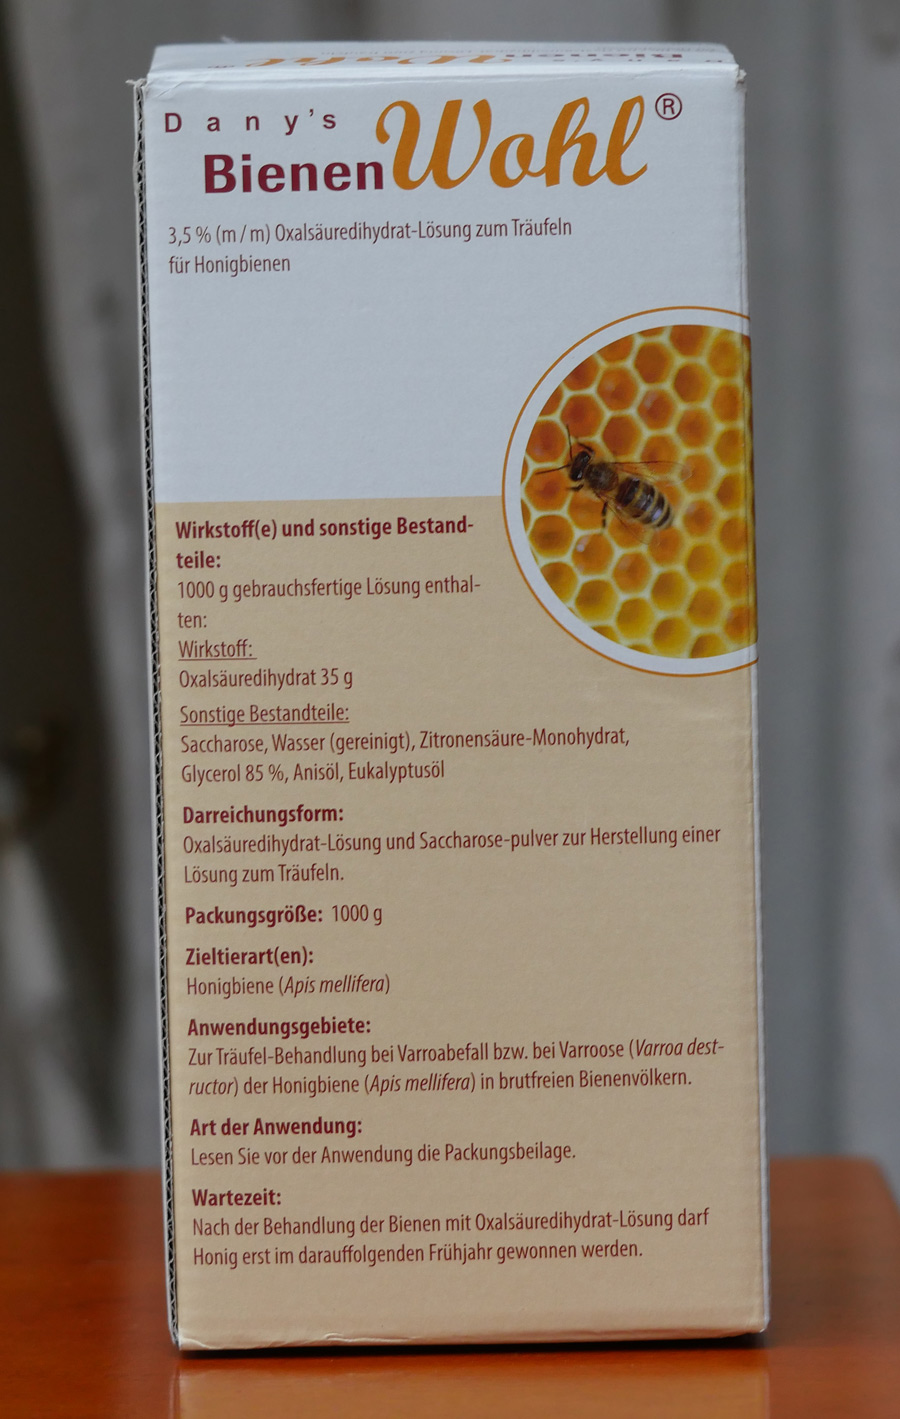 Dany's
BienenWohl®
3,5 % (m / m) Oxalsäuredihydrat-Lösung zum Träufeln
für Honigbienen
Wirkstoff(e) und sonstige Bestand-
teile:
1000 g gebrauchsfertige Lösung enthal-
ten:
Wirkstoff:
Oxalsäuredihydrat 35 g
Sonstige Bestandteile:
Saccharose, Wasser (gereinigt), Zitronensäure-Monohydrat,
Glycerol 85 %, Anisöl, Eukalyptusöl
Darreichungsform:
Oxalsäuredihydrat-Lösung und Saccharose-pulver zur Herstellung einer
Lösung zum Träufeln.
Packungsgröße: 1000 g
Zieltierart(en):
Honigbiene (Apis mellifera)
Anwendungsgebiete:
Zur Träufel-Behandlung bei Varroabefall bzw. bei Varroose (Varroa dest-
ructor) der Honigbiene (Apis mellifera) in brutfreien Bienenvölkern.
Art der Anwendung:
Lesen Sie vor der Anwendung die Packungsbeilage.
Wartezeit:
Nach der Behandlung der Bienen mit Oxalsäuredihydrat-Lösung darf
Honig erst im darauffolgenden Frühjahr gewonnen werden.